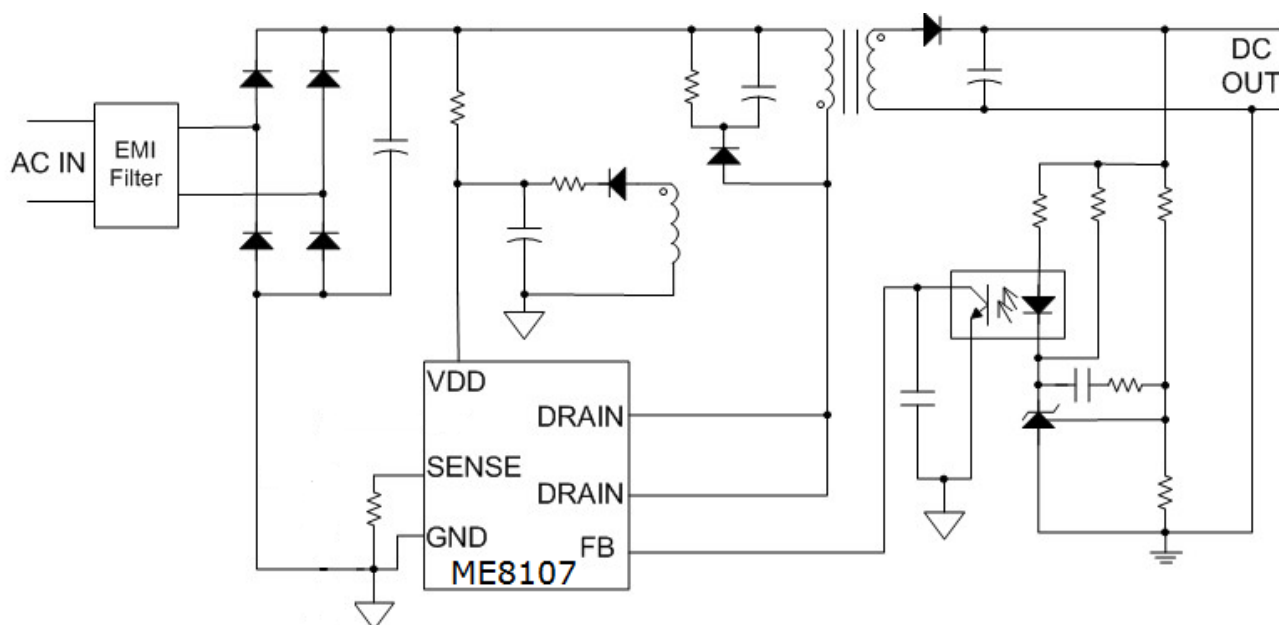 DC
OUT
AC IN
EMI
Filter
VDD
DRAIN
SENSE
DRAIN
GND
FB
ME8107